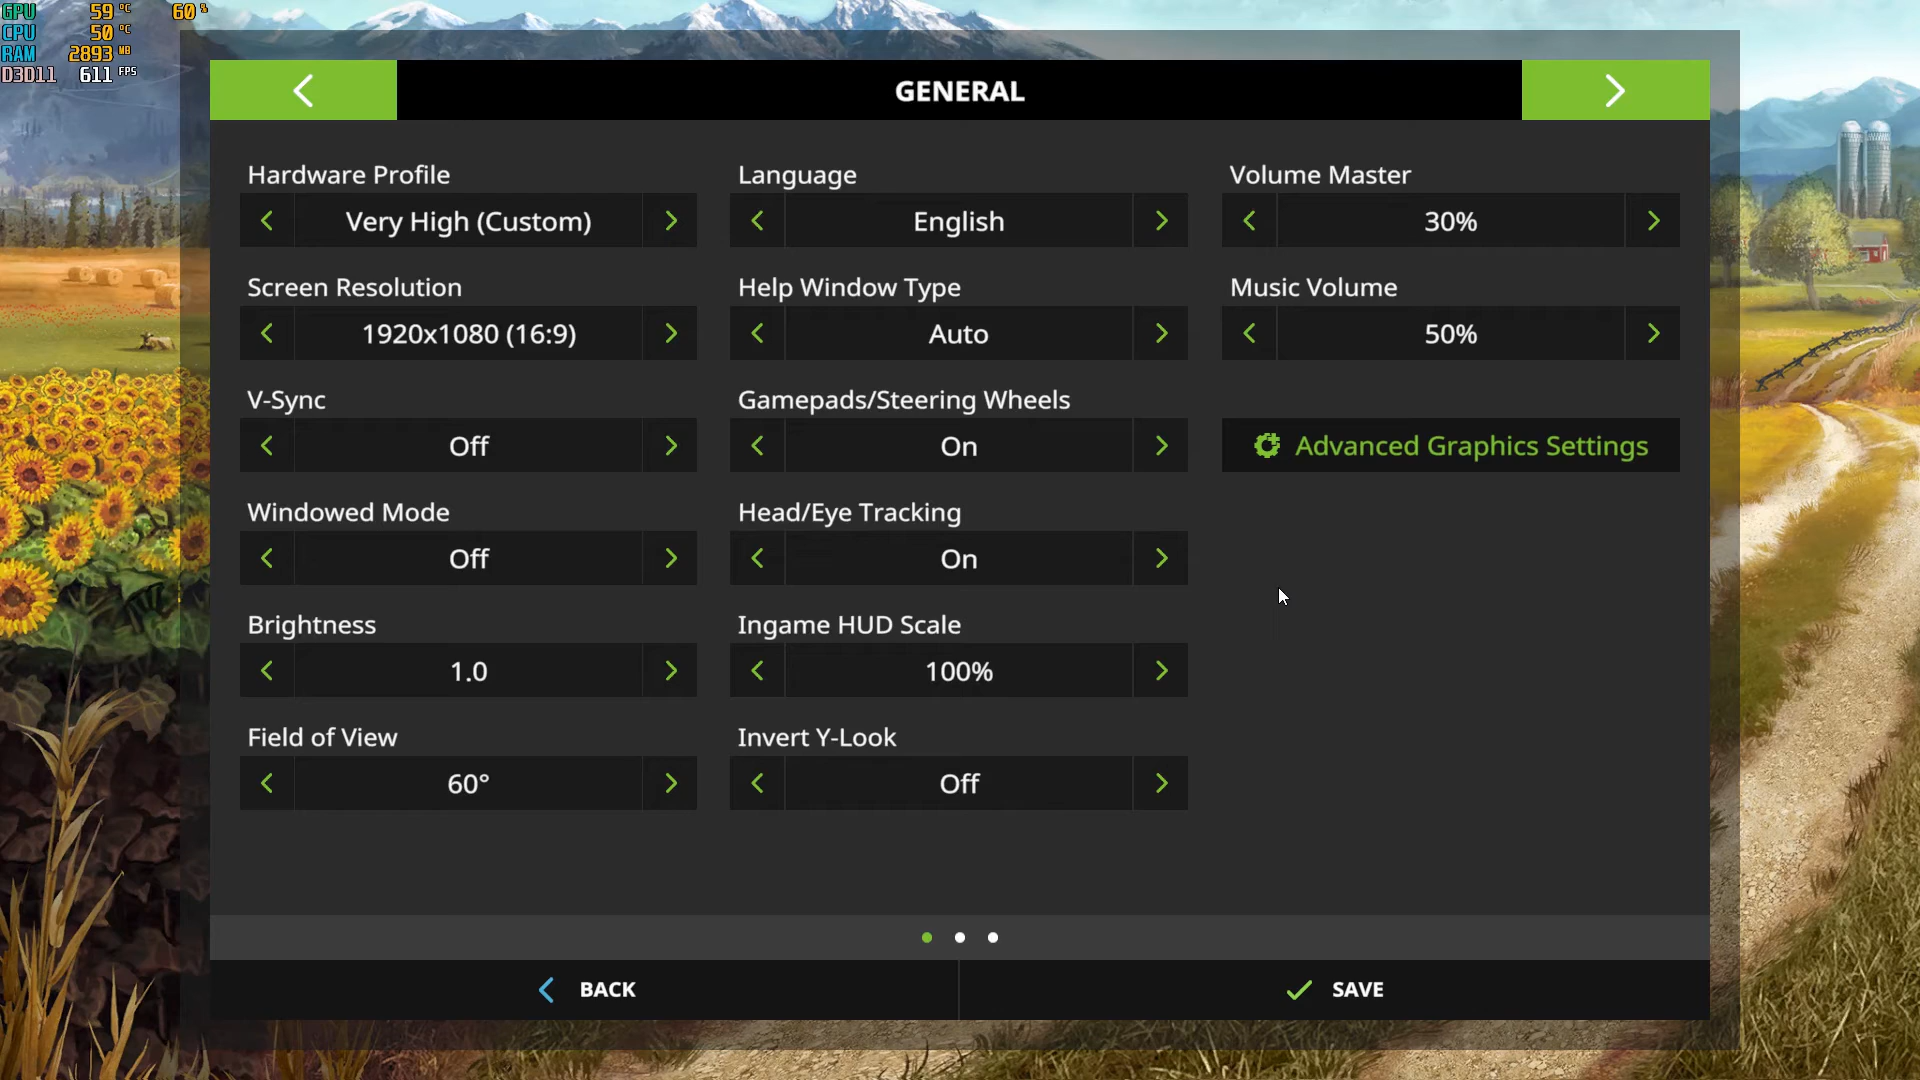 GPU 59 °C 60 %
CPU 50 °C
RAM 2893 MB
D3D11 611 FPS
GENERAL
Hardware Profile Language Volume Master
Very High (Custom) English 30%
Screen Resolution Help Window Type Music Volume
1920x1080 (16:9) Auto 50%
V-Sync Gamepads/Steering Wheels
Off On Advanced Graphics Settings
Windowed Mode Head/Eye Tracking
Off On
Brightness Ingame HUD Scale
1.0 100%
Field of View Invert Y-Look
60° Off
BACK SAVE